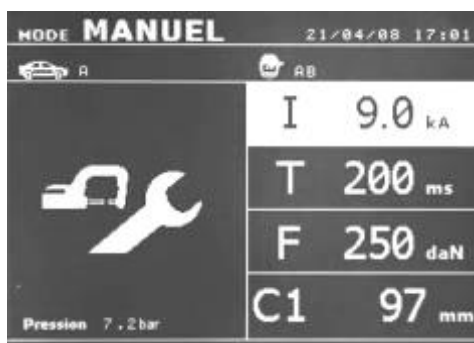 MODE MANUEL 21/04/08 17:01
A AB
I 9.0 kA
T 200 ms
F 250 daN
C1 97 mm
Pression 7.2bar